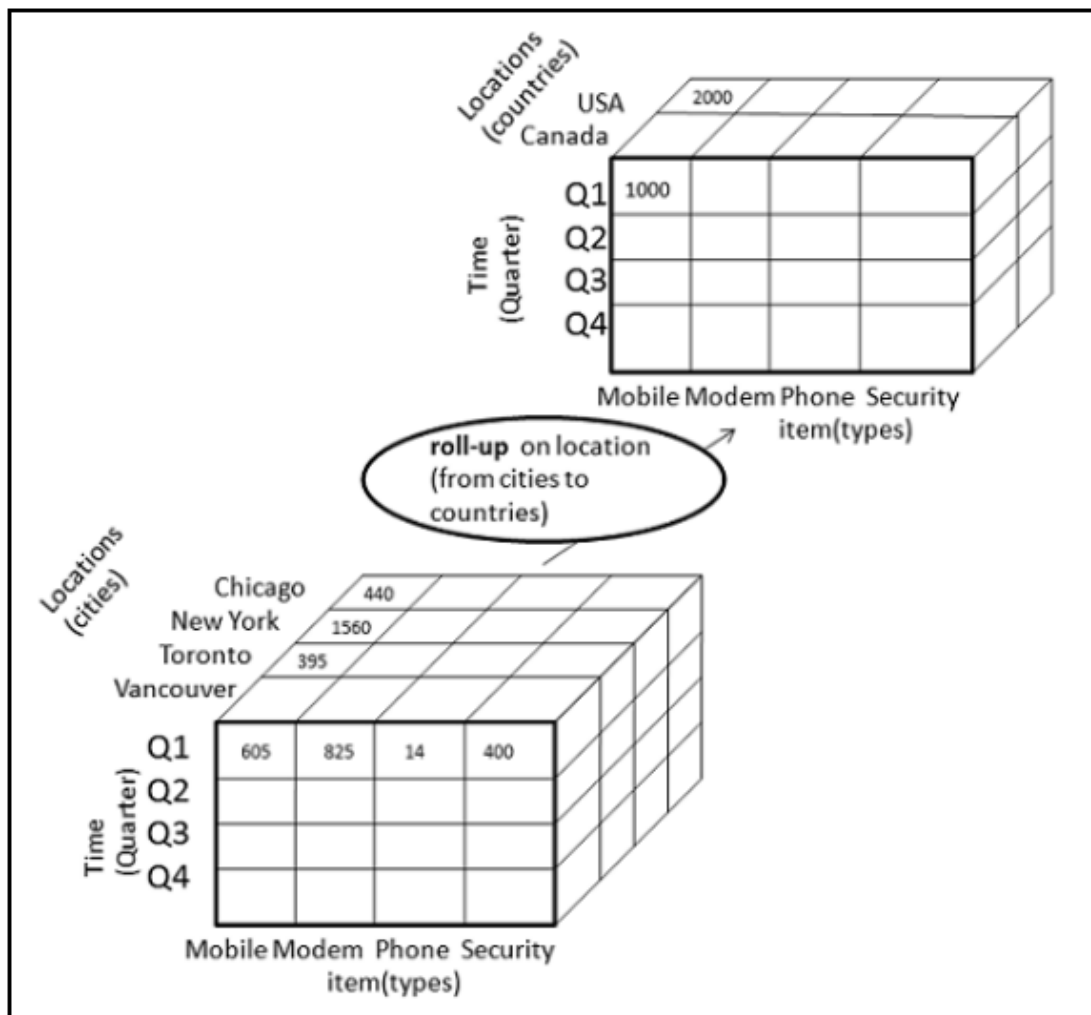 Locations
(countries)
USA
2000
Canada
Q1
1000
Q2
Q3
Q4
Time
(Quarter)
Mobile Modem Phone Security
item(types)
roll-up on location
(from cities to
countries)
Locations
(cities)
Chicago
440
New York
1560
Toronto
395
Vancouver
Q1
605 825 14 400
Q2
Q3
Q4
Time
(Quarter)
Mobile Modem Phone Security
item(types)